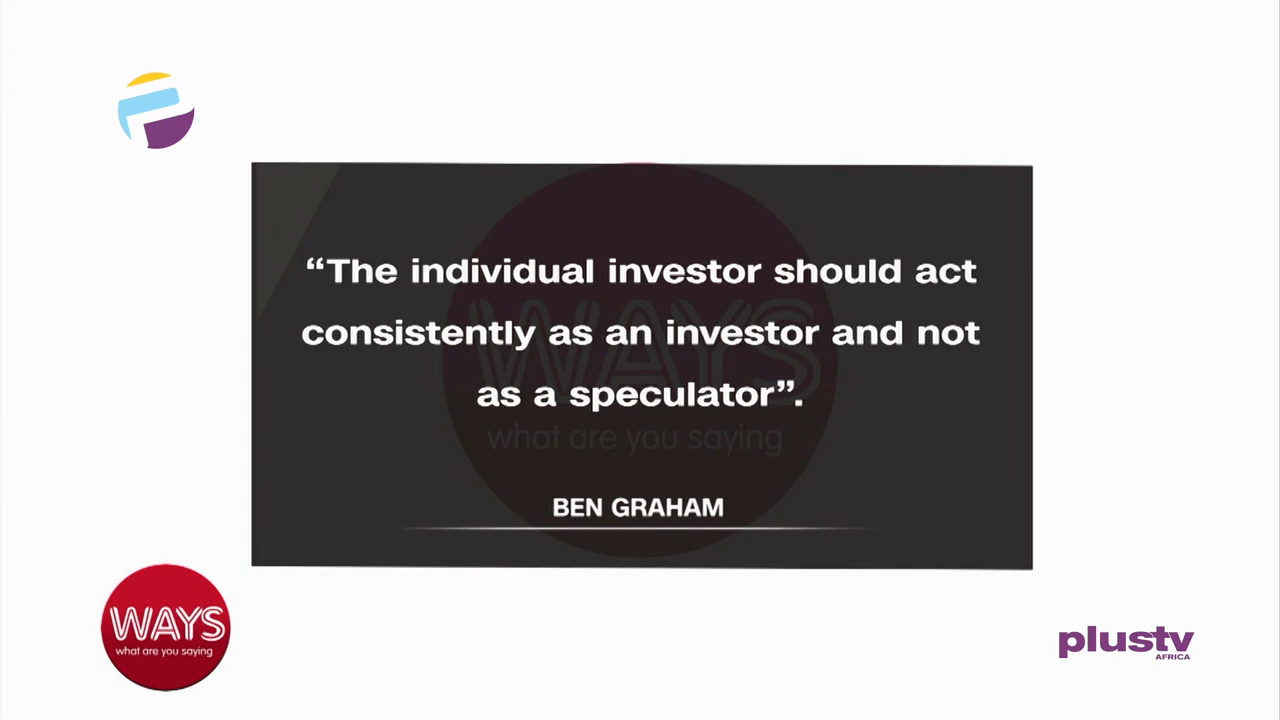 “The individual investor should act
consistently as an investor and not
as a speculator”.
WAYS
what are you saying
BEN GRAHAM
WAYS
what are you saying
plustv
AFRICA